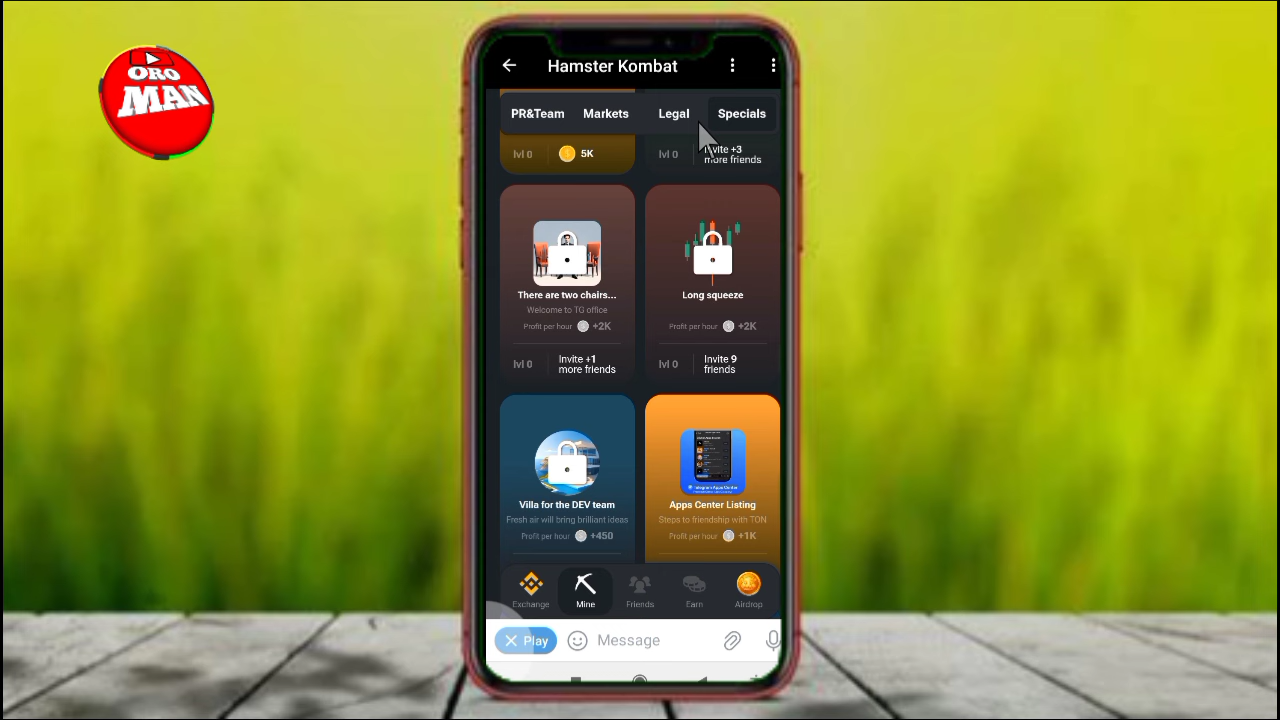 ORO
MAN
Hamster Kombat
PR&Team Markets Legal Specials
lvl 0 5K
lvl 0 Invite +3
more friends
There are two chairs...
Welcome to TG office
Profit per hour +2K
lvl 0 Invite +1
more friends
Long squeeze
Profit per hour +2K
lvl 0 Invite 9
friends
Villa for the DEV team
Fresh air will bring brilliant ideas
Profit per hour +450
Apps Center Listing
Steps to friendship with TON
Profit per hour +1K
Exchange Mine Friends Earn Airdrop
Play Message